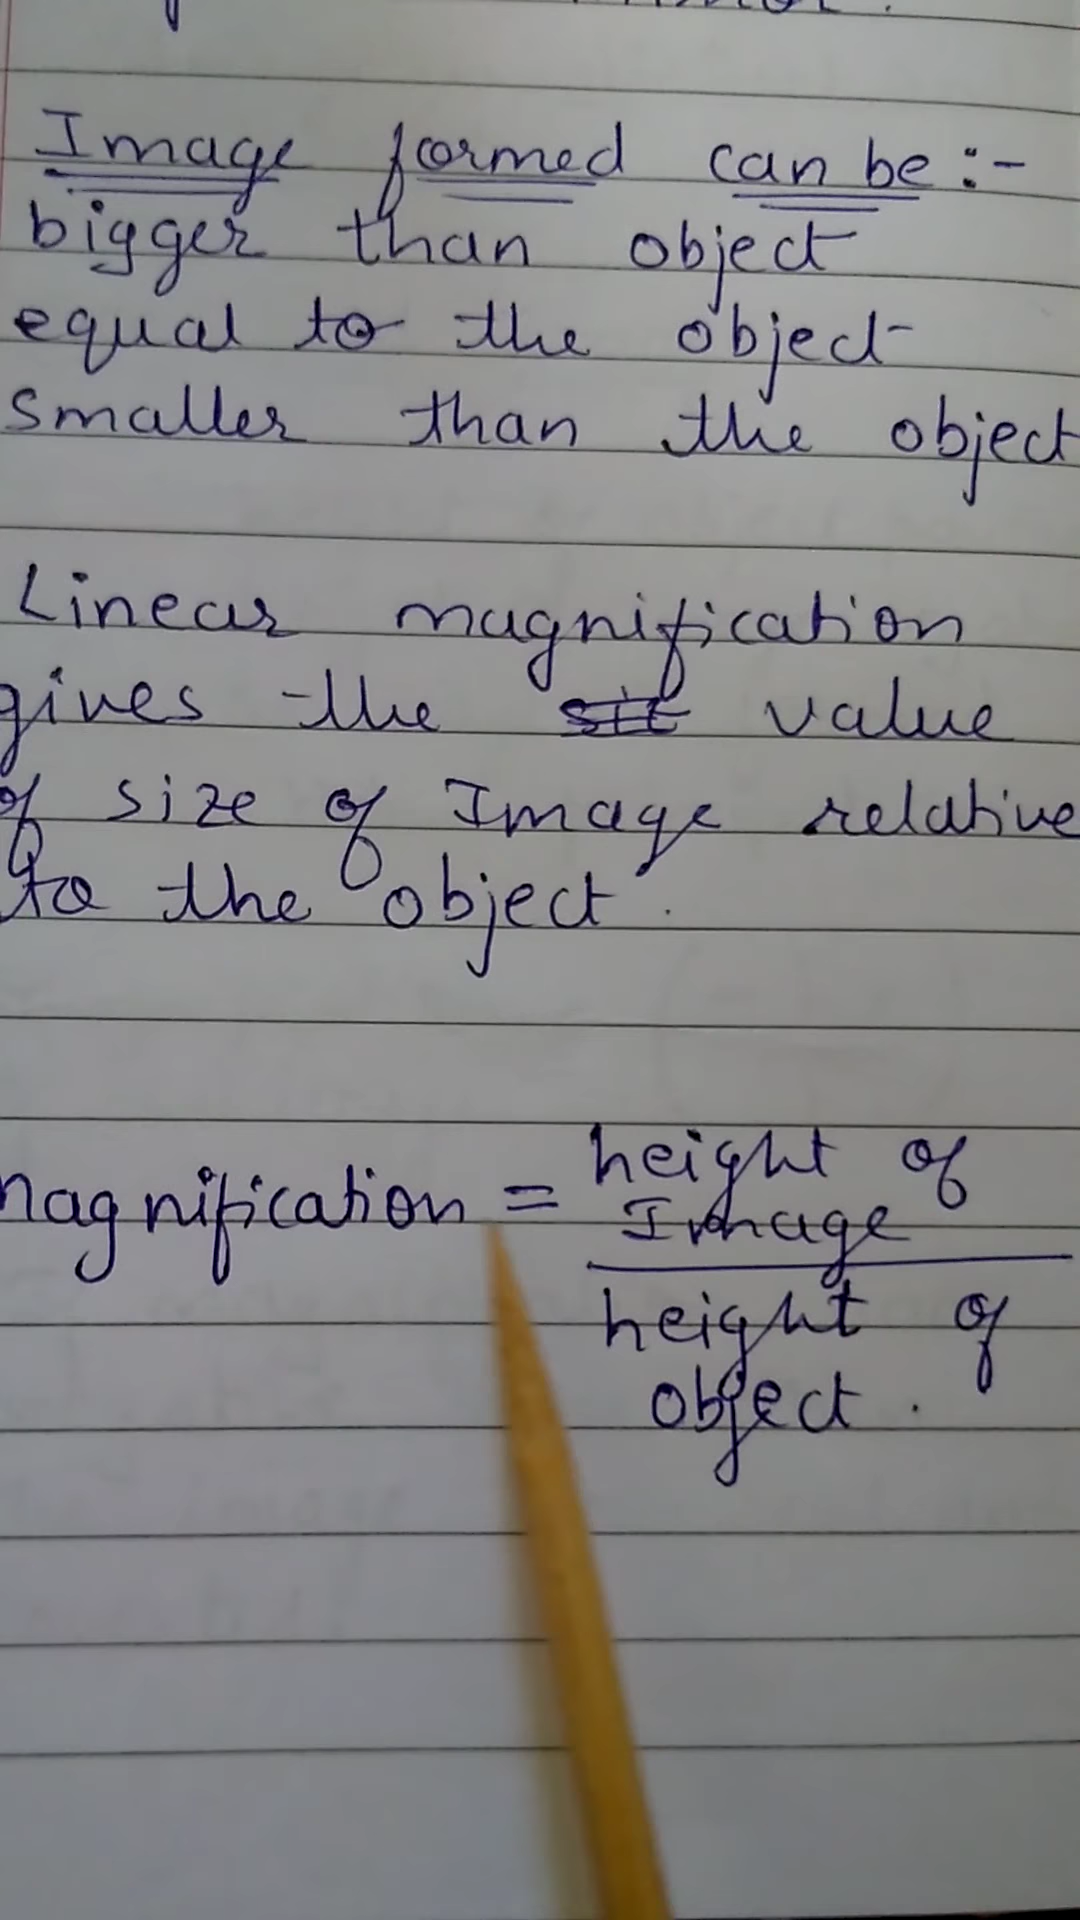 Image formed can be :-
bigger than object
equal to the object
smaller than the object
Linear magnification
gives the value
of size of Image relative
to the object.
magnification = height of
Image
height of
object.